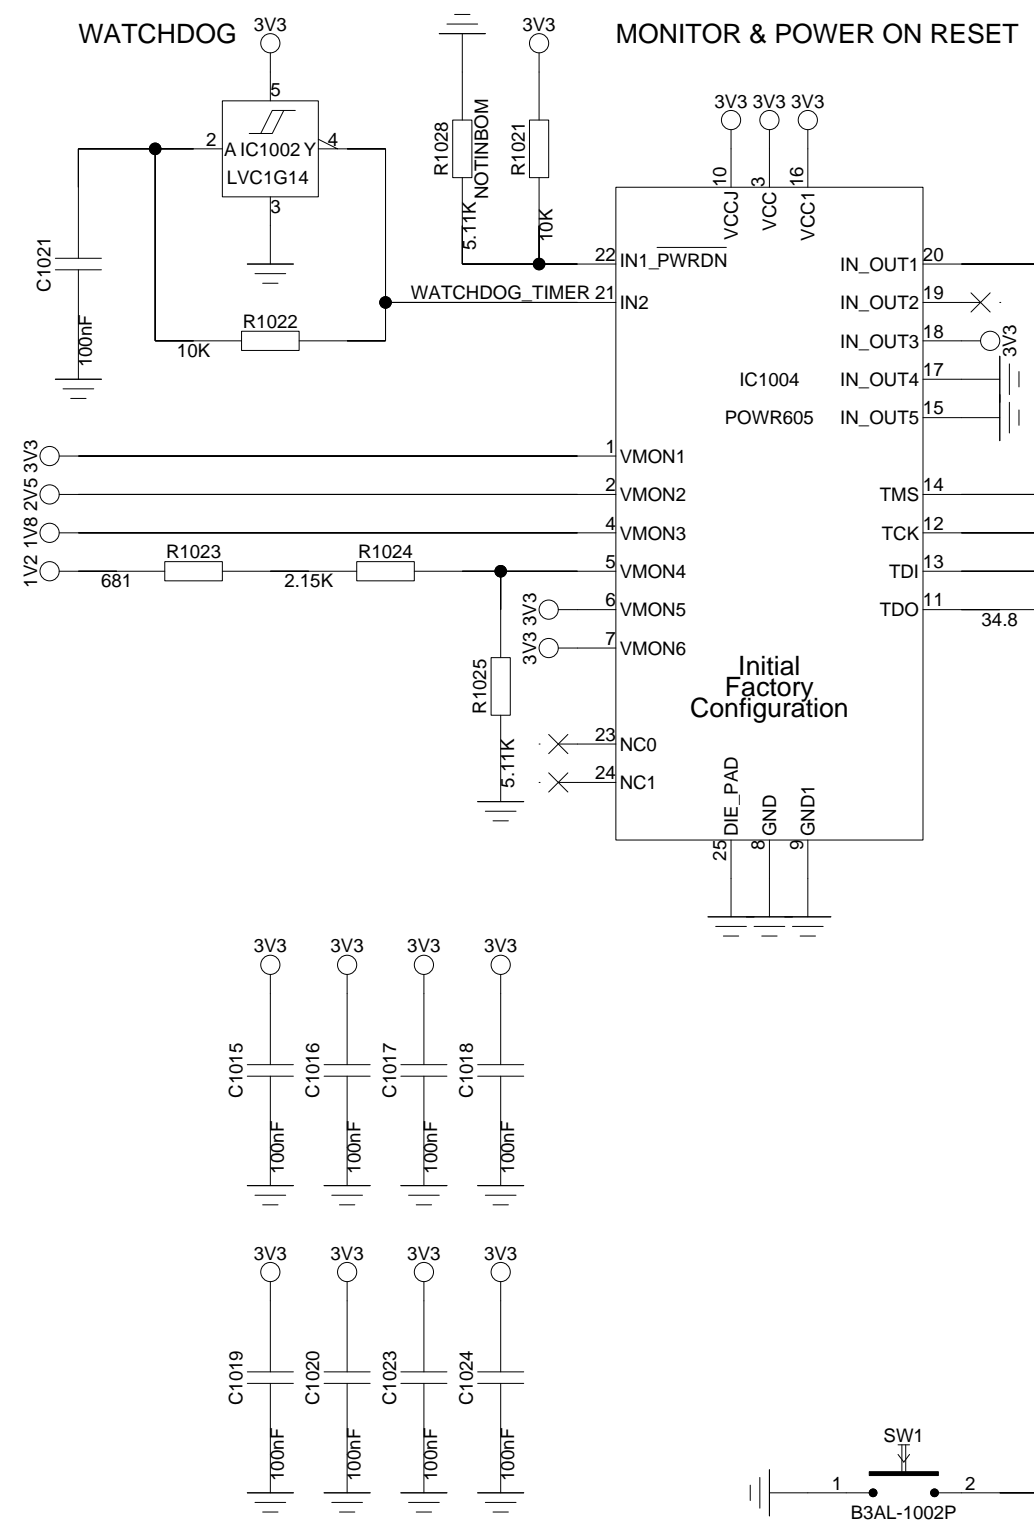 WATCHDOG
3V3
3V3
MONITOR & POWER ON RESET
5
2
A IC1002 Y
4
LVC1G14
3
C1021
100nF
R1022
10K
R1028
NOTINBOM
5.11K
R1021
10K
WATCHDOG_TIMER
3V3 3V3 3V3
10
3
16
VCCJ
VCC
VCC1
22 IN1_PWRDN
21 IN2
IN_OUT1 20
IN_OUT2 19
IN_OUT3 18
3V3
IC1004
IN_OUT4 17
POWR605
IN_OUT5 15
3V3
1 VMON1
2V5
2 VMON2
TMS 14
1V8
4 VMON3
TCK 12
1V2
681
R1023
2.15K
R1024
5 VMON4
TDI 13
3V3
6 VMON5
TDO 11
34.8
3V3
7 VMON6
R1025
5.11K
Initial
Factory
Configuration
23 NC0
24 NC1
DIE_PAD
GND
GND1
25
8
9
3V3 3V3 3V3 3V3
C1015
C1016
C1017
C1018
100nF
100nF
100nF
100nF
3V3 3V3 3V3 3V3
C1019
C1020
C1023
C1024
100nF
100nF
100nF
100nF
SW1
1
2
B3AL-1002P